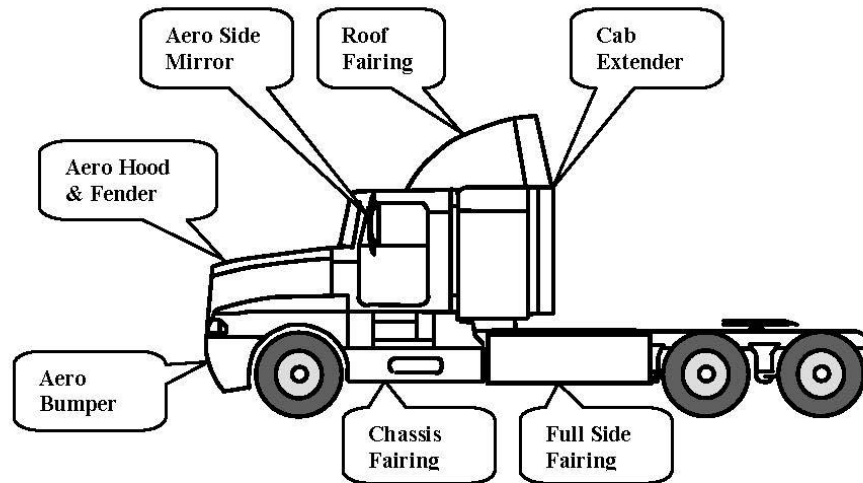 Aero Side
Mirror
Roof
Fairing
Cab
Extender
Aero Hood
& Fender
Aero
Bumper
Chassis
Fairing
Full Side
Fairing